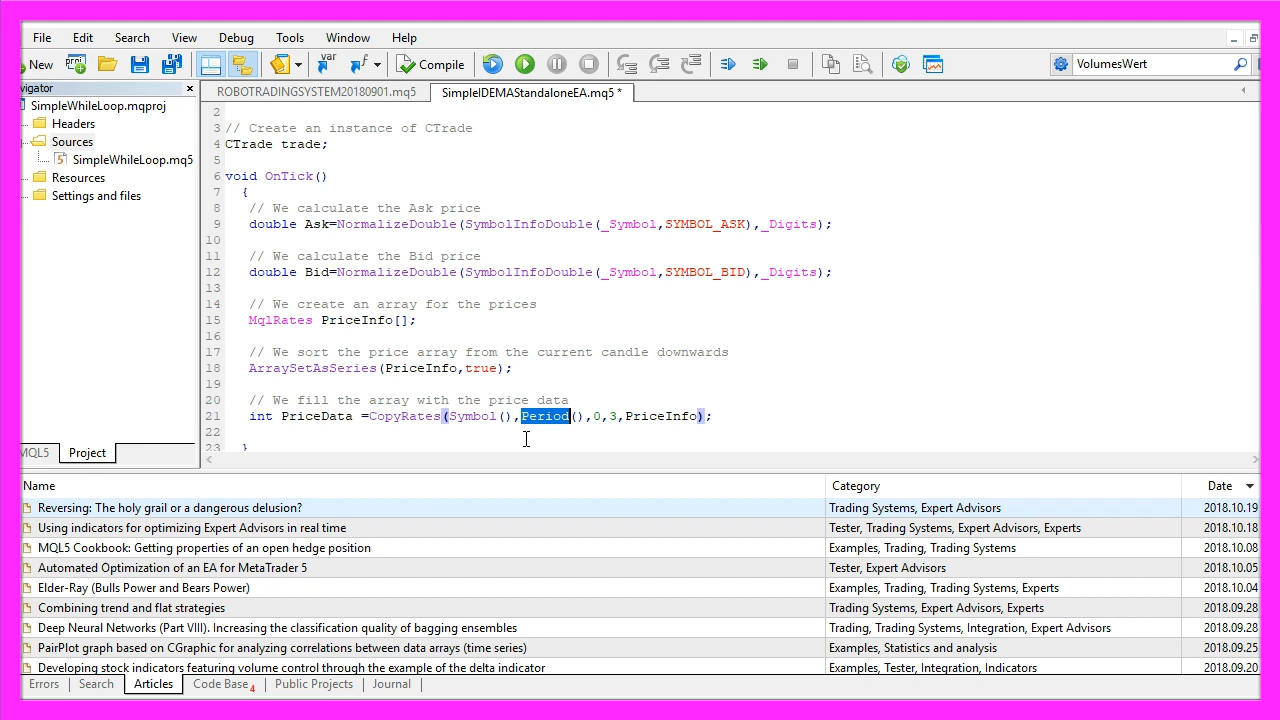 File Edit Search View Debug Tools Window Help
New Compile VolumesWert
SimpleWhileLoop.mqproj
Headers
Sources
SimpleWhileLoop.mq5
Resources
Settings and files
MQL5 Project
ROBOTRADINGSYSTEM20180901.mq5 SimpleIDEMAStandaloneEA.mq5 *
2
3 // Create an instance of CTrade
4 CTrade trade;
5
6 void OnTick()
7 {
8 // We calculate the Ask price
9 double Ask=NormalizeDouble(SymbolInfoDouble(_Symbol,SYMBOL_ASK),_Digits);
10
11 // We calculate the Bid price
12 double Bid=NormalizeDouble(SymbolInfoDouble(_Symbol,SYMBOL_BID),_Digits);
13
14 // We create an array for the prices
15 MqlRates PriceInfo[];
16
17 // We sort the price array from the current candle downwards
18 ArraySetAsSeries(PriceInfo,true);
19
20 // We fill the array with the price data
21 int PriceData =CopyRates(Symbol(),Period(),0,3,PriceInfo);
22
23 }
Name Category Date
Reversing: The holy grail or a dangerous delusion? Trading Systems, Expert Advisors 2018.10.19
Using indicators for optimizing Expert Advisors in real time Tester, Trading Systems, Expert Advisors, Experts 2018.10.18
MQL5 Cookbook: Getting properties of an open hedge position Examples, Trading, Trading Systems 2018.10.08
Automated Optimization of an EA for MetaTrader 5 Tester, Expert Advisors 2018.10.05
Elder-Ray (Bulls Power and Bears Power) Examples, Trading, Trading Systems, Experts 2018.10.04
Combining trend and flat strategies Trading Systems, Expert Advisors, Experts 2018.09.28
Deep Neural Networks (Part VIII). Increasing the classification quality of bagging ensembles Trading, Trading Systems, Integration, Expert Advisors 2018.09.28
PairPlot graph based on CGraphic for analyzing correlations between data arrays (time series) Examples, Statistics and analysis 2018.09.25
Developing stock indicators featuring volume control through the example of the delta indicator Examples, Tester, Integration, Indicators 2018.09.20
Errors Search Articles Code Base 4 Public Projects Journal